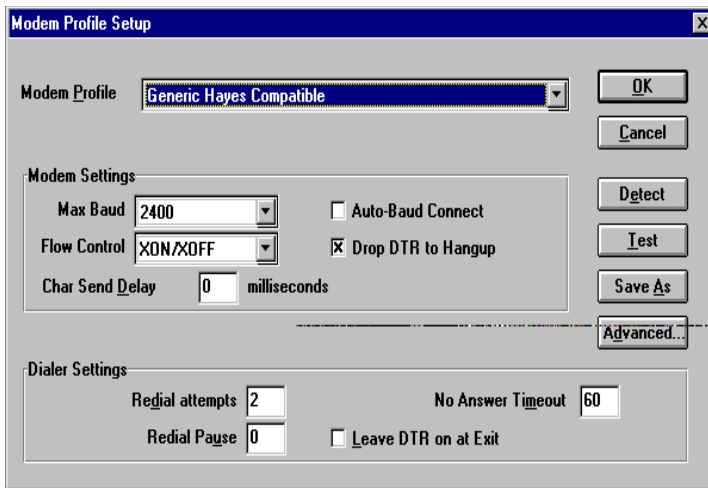 Modem Profile Setup
Modem Profile Generic Hayes Compatible OK
Cancel
Modem Settings
Max Baud 2400 Auto-Baud Connect Detect
Flow Control XON/XOFF Drop DTR to Hangup Test
Char Send Delay 0 milliseconds Save As
Advanced...
Dialer Settings
Redial attempts 2 No Answer Timeout 60
Redial Pause 0 Leave DTR on at Exit